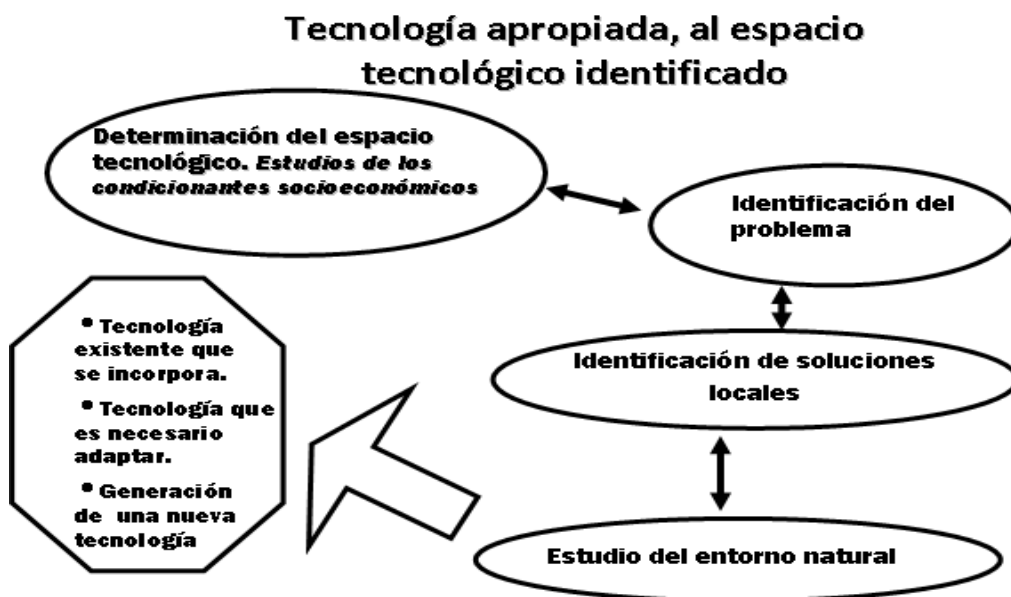 Tecnología apropiada, al espacio
tecnológico identificado
Determinación del espacio
tecnológico. Estudios de los
condicionantes socioeconómicos
Identificación del
problema
Identificación de soluciones
locales
Estudio del entorno natural
• Tecnología
existente que
se incorpora.
• Tecnología que
es necesario
adaptar.
• Generación
de una nueva
tecnología